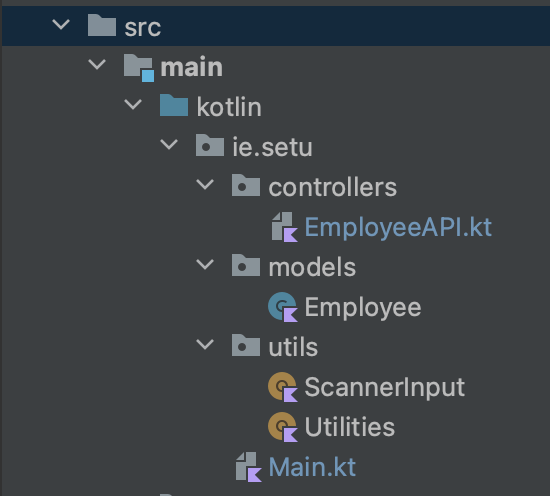 src
main
kotlin
ie.setu
controllers
EmployeeAPI.kt
models
Employee
utils
ScannerInput
Utilities
Main.kt